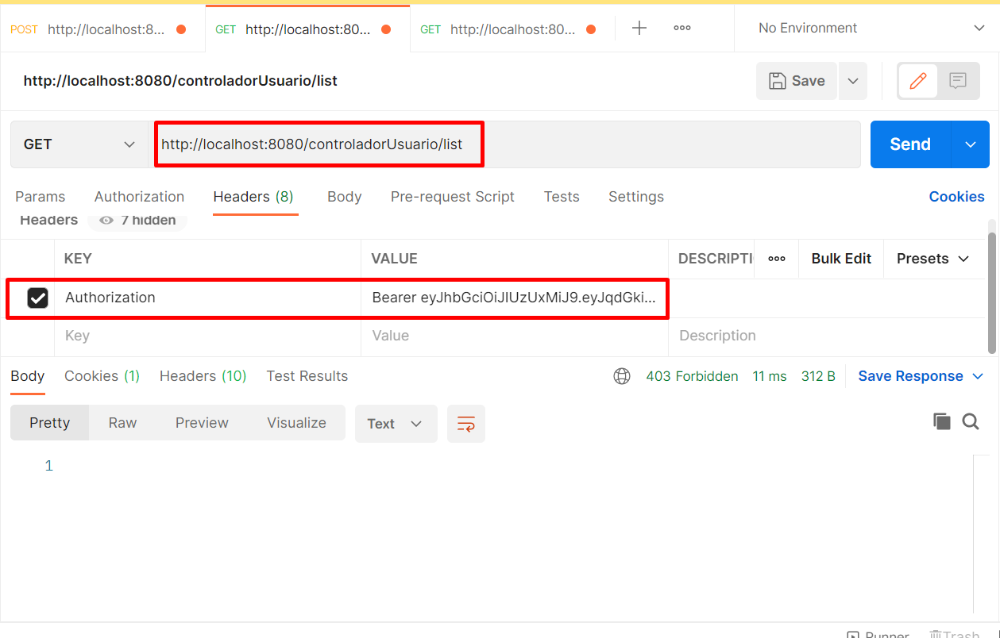 POST http://localhost:8... GET http://localhost:80... GET http://localhost:80... No Environment
http://localhost:8080/controladorUsuario/list Save
GET http://localhost:8080/controladorUsuario/list Send
Params Authorization Headers (8) Body Pre-request Script Tests Settings Cookies
Headers 7 hidden
KEY VALUE DESCRIPTI Bulk Edit Presets
Authorization Bearer eyJhbGciOiJIUzUxMiJ9.eyJqdGki...
Key Value Description
Body Cookies (1) Headers (10) Test Results 403 Forbidden 11 ms 312 B Save Response
Pretty Raw Preview Visualize Text
1
Runner Trash